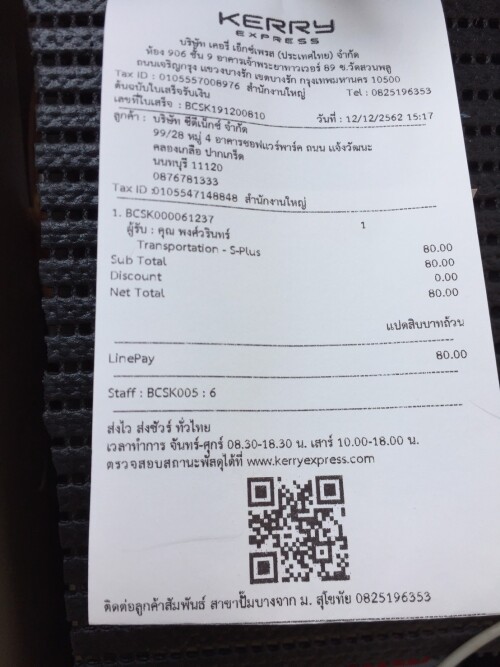 KERRY
EXPRESS
บริษัท เคอรี่ เอ็กซ์เพรส (ประเทศไทย) จำกัด
ห้อง 906 ชั้น 9 อาคารเจ้าพระยาทาวเวอร์ 89 ซ.วัดสวนพลู
ถนนเจริญกรุง แขวงบางรัก เขตบางรัก กรุงเทพมหานคร 10500
Tax ID : 0105557008976 สำนักงานใหญ่ Tel : 0825196353
ต้นฉบับใบเสร็จรับเงิน
เลขที่ใบเสร็จ : BCSK191200810 วันที่ : 12/12/2562 15:17
ลูกค้า : บริษัท ซีดีเน็กซ์ จำกัด
99/28 หมู่ 4 อาคารซอฟแวร์พาร์ค ถนน แจ้งวัฒนะ
คลองเกลือ ปากเกร็ด
นนทบุรี 11120
0876781333
Tax ID :0105547148848 สำนักงานใหญ่
1. BCSK000061237 1
ผู้รับ : คุณ พงศ์วรินทร์
Transportation - S-Plus 80.00
Sub Total 80.00
Discount 0.00
Net Total 80.00
แปดสิบบาทถ้วน
LinePay 80.00
Staff : BCSK005 : 6
ส่งไว ส่งชัวร์ ทั่วไทย
เวลาทำการ จันทร์-ศุกร์ 08.30-18.30 น. เสาร์ 10.00-18.00 น.
ตรวจสอบสถานะพัสดุได้ที่ www.kerryexpress.com
ติดต่อลูกค้าสัมพันธ์ สาขาปั๊มบางจาก ม. สุโขทัย 0825196353